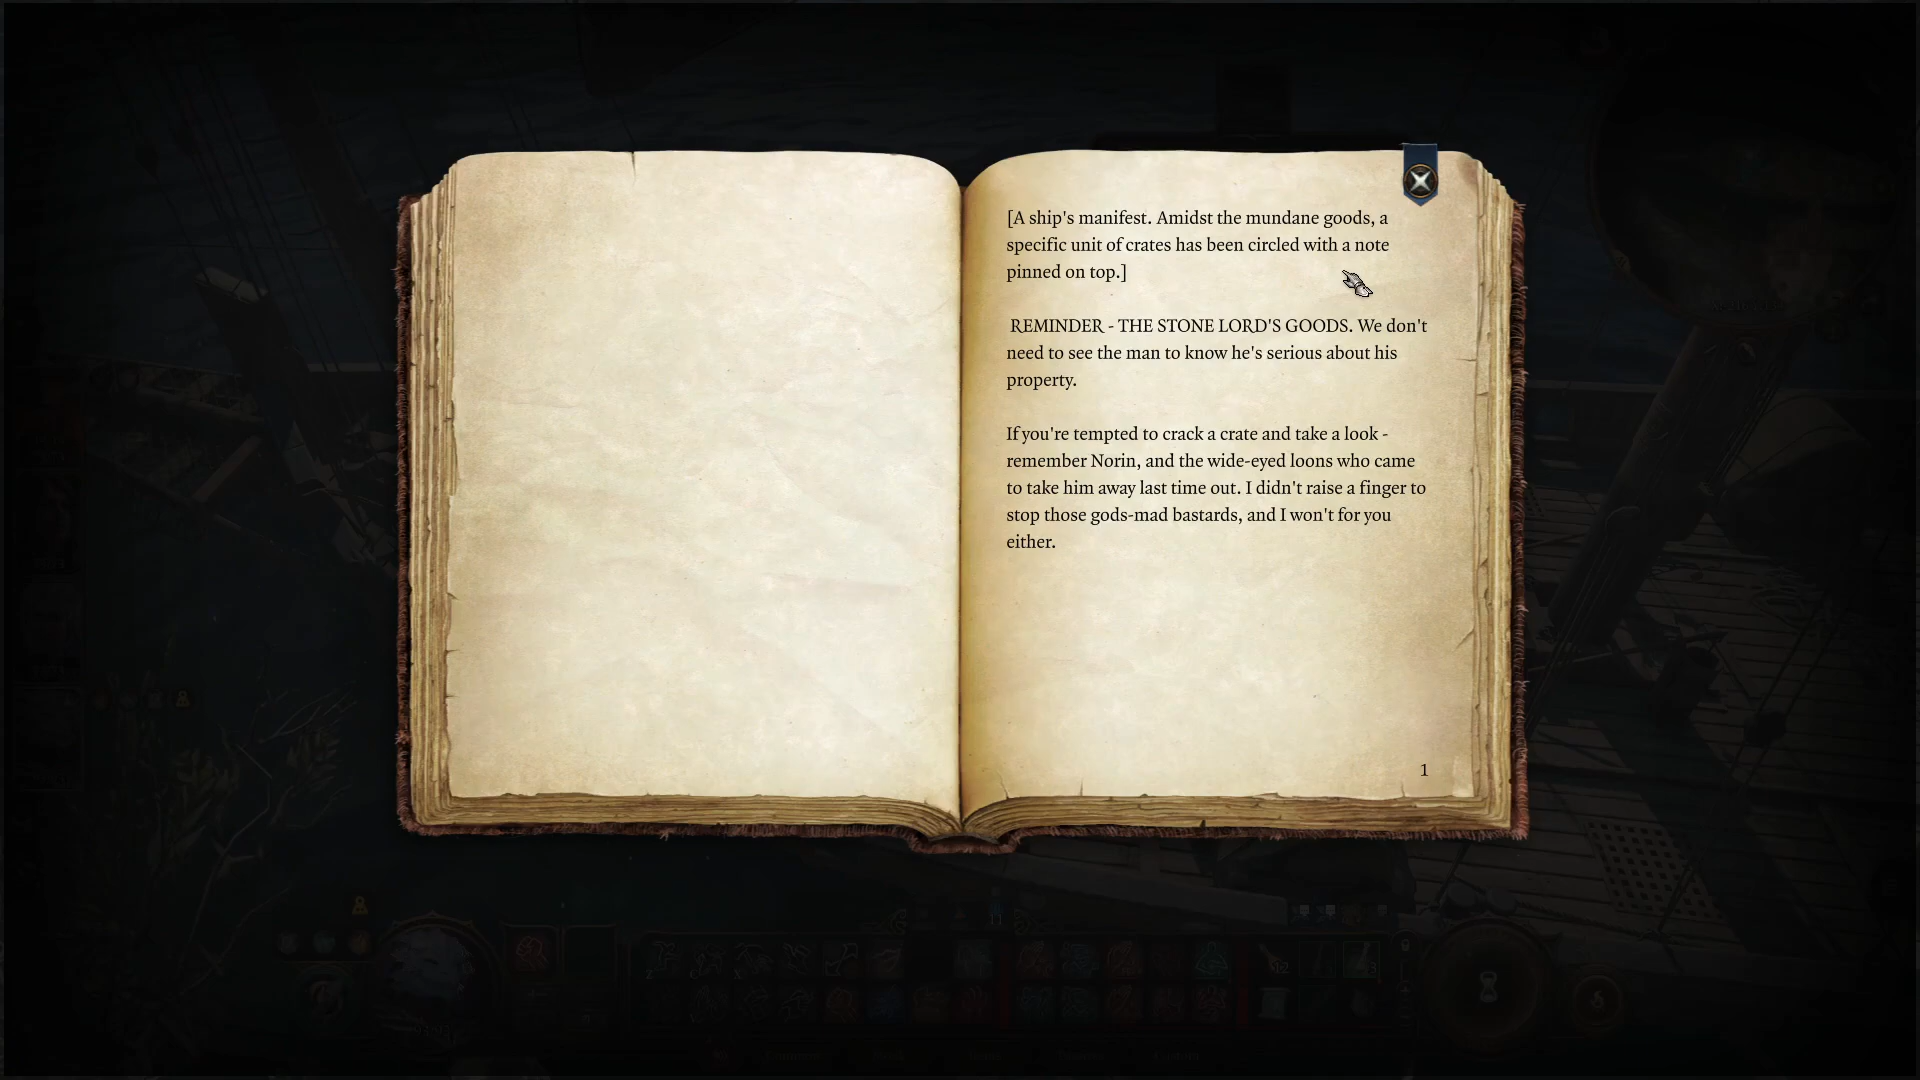 [A ship's manifest. Amidst the mundane goods, a
specific unit of crates has been circled with a note
pinned on top.]
REMINDER - THE STONE LORD'S GOODS. We don't
need to see the man to know he's serious about his
property.
If you're tempted to crack a crate and take a look -
remember Norin, and the wide-eyed loons who came
to take him away last time out. I didn't raise a finger to
stop those gods-mad bastards, and I won't for you
either.
1